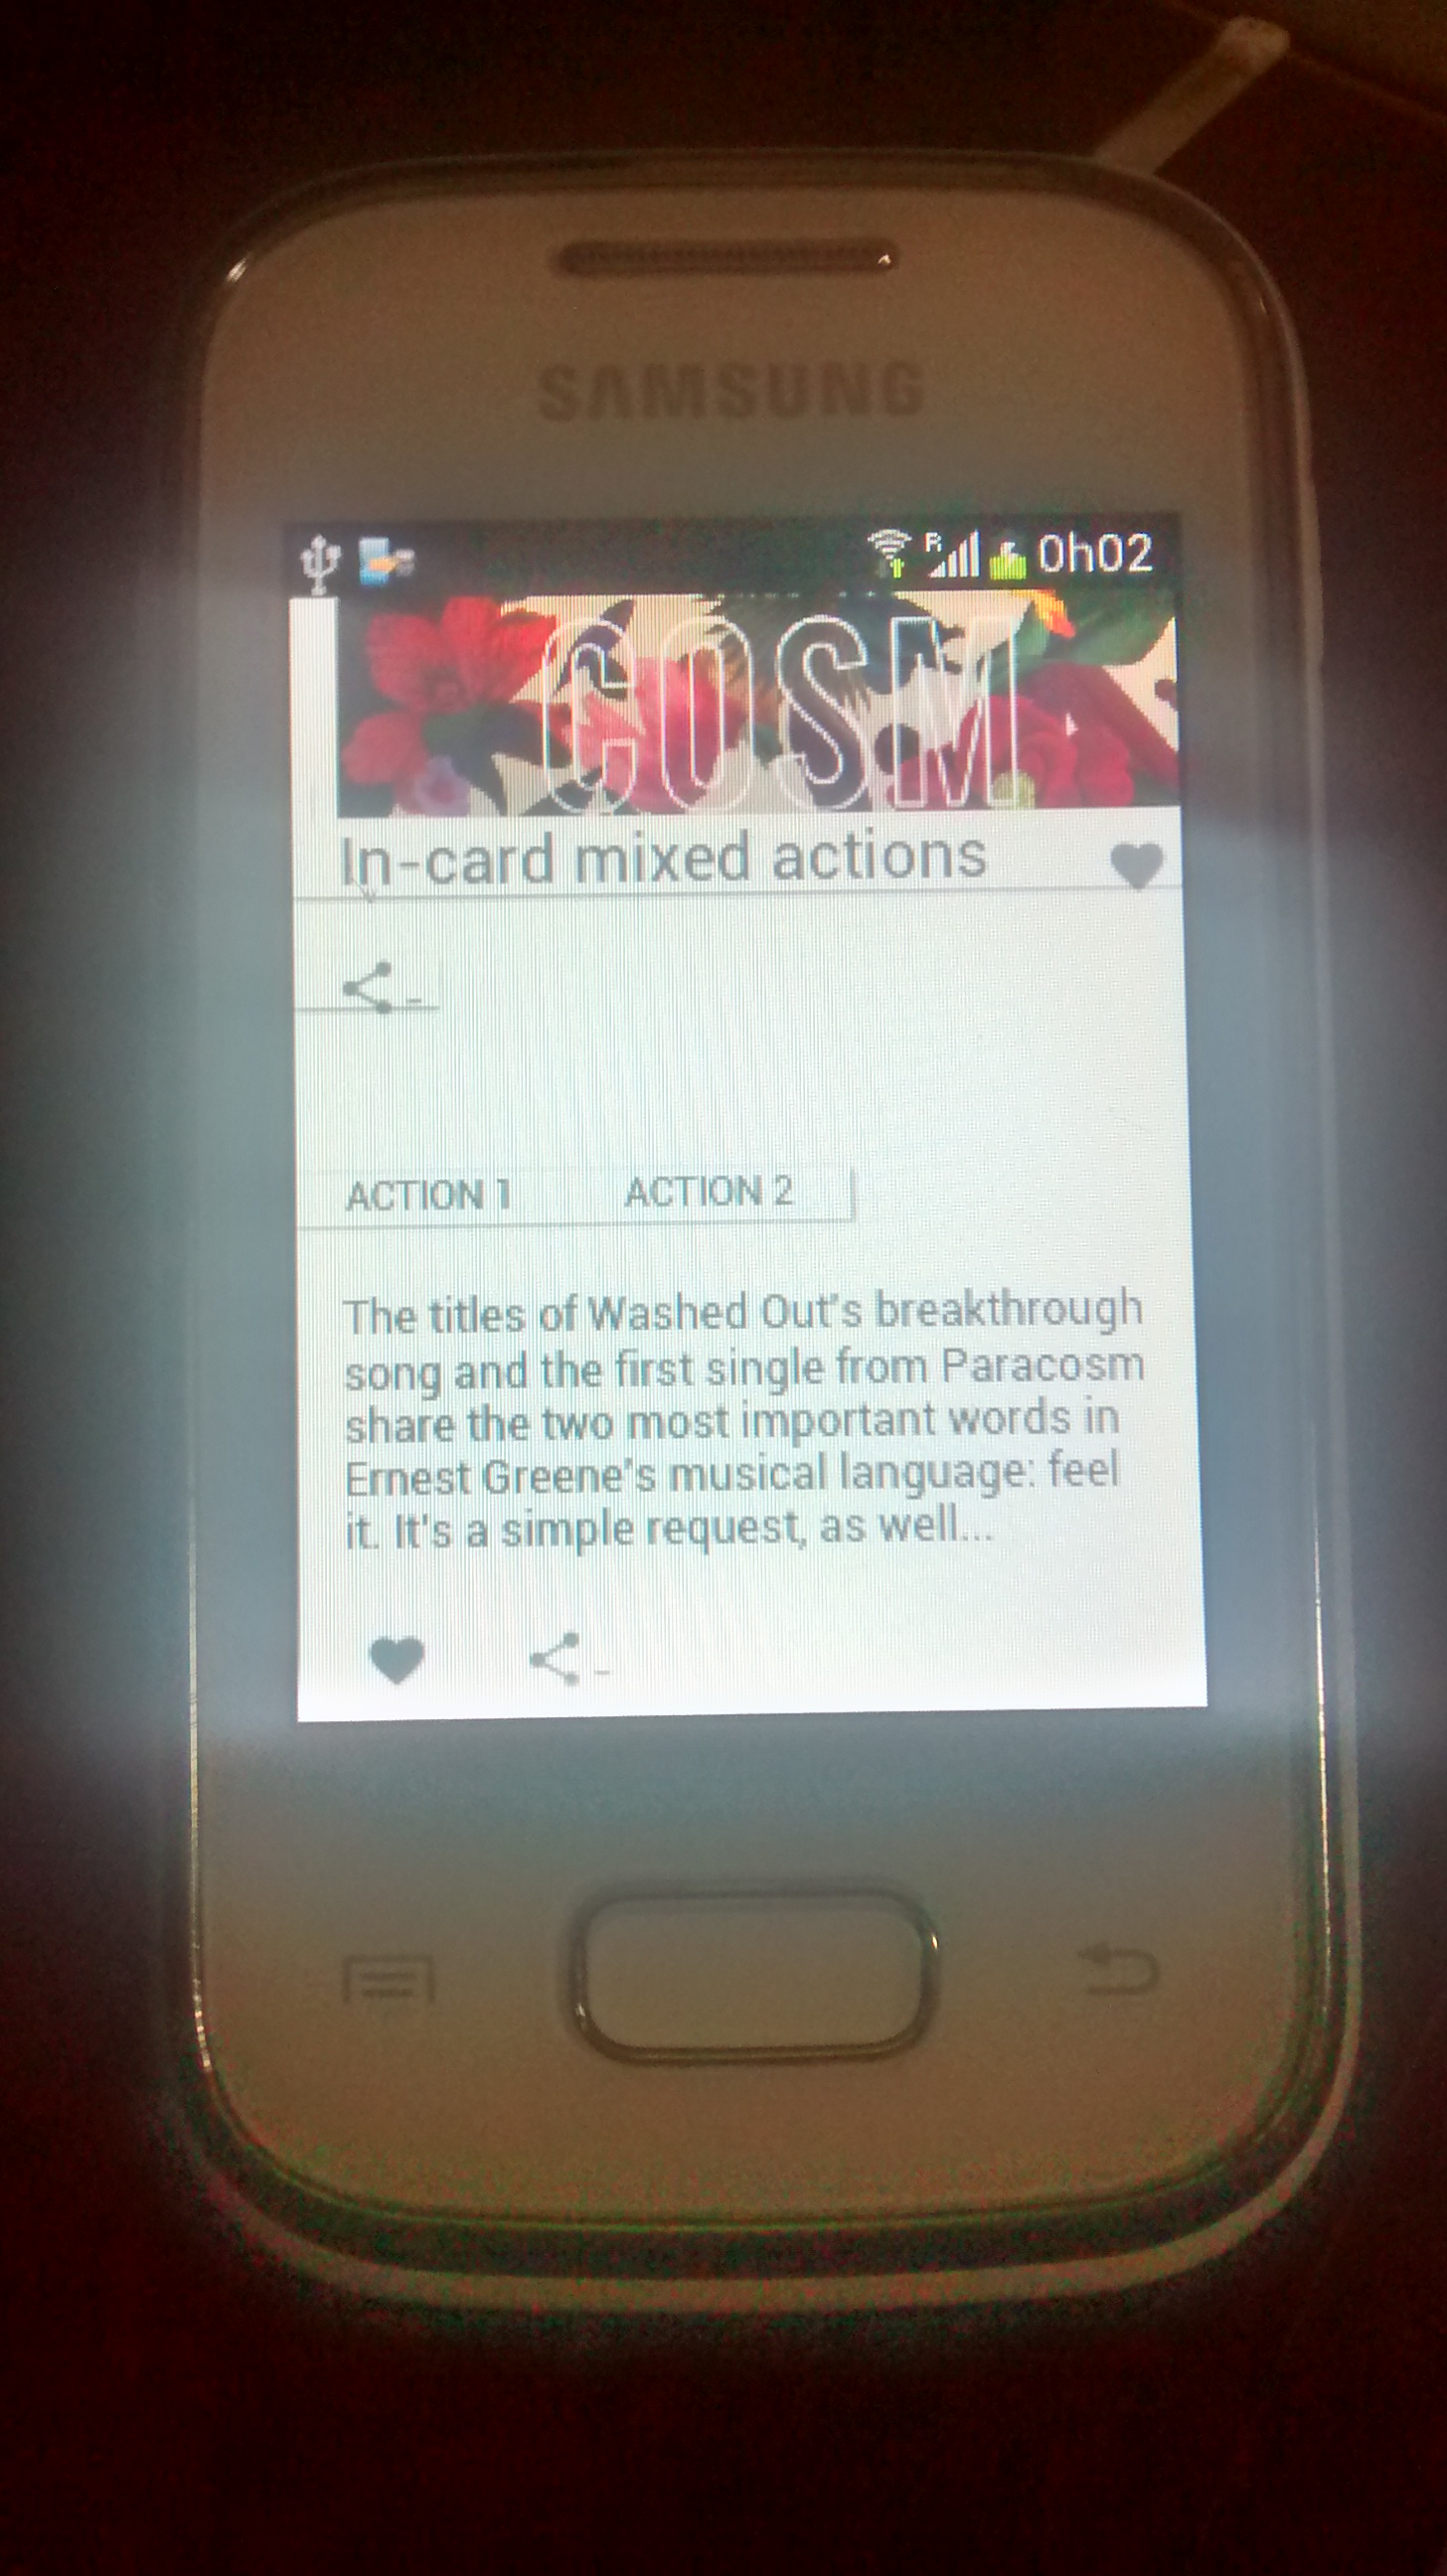 SAMSUNG
R 0h02
COSM
In-card mixed actions
ACTION 1 ACTION 2
The titles of Washed Out's breakthrough
song and the first single from Paracosm
share the two most important words in
Ernest Greene's musical language: feel
it. It's a simple request, as well...